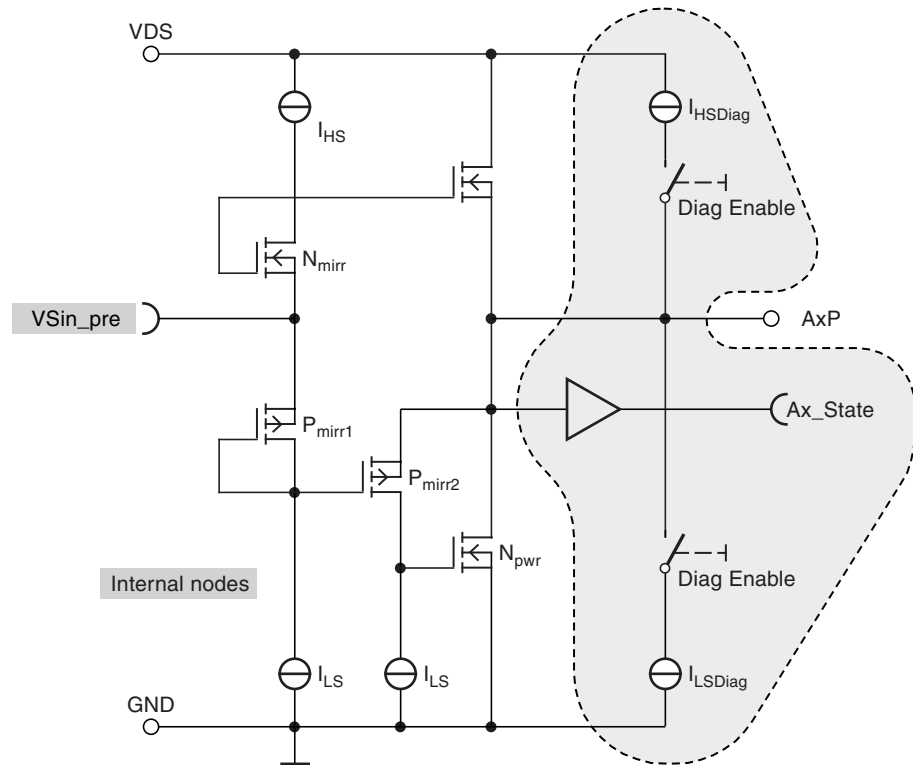 VDS
I_HS
I_HSDiag
Diag Enable
N_mirr
VSin_pre
AxP
P_mirr1
Ax_State
P_mirr2
N_pwr
Diag Enable
Internal nodes
I_LS
I_LS
I_LSDiag
GND